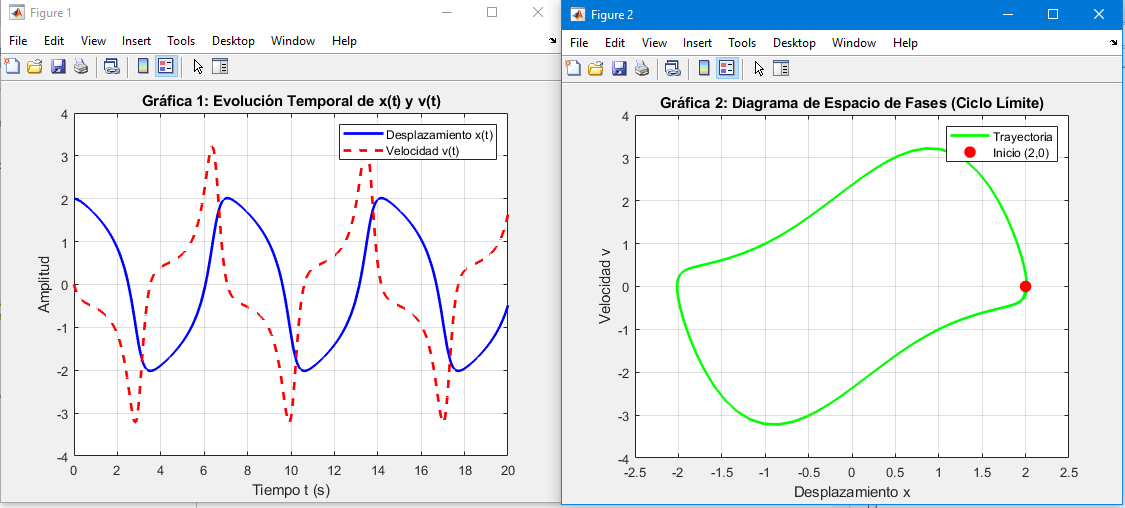 Figure 1
File Edit View Insert Tools Desktop Window Help
Gráfica 1: Evolución Temporal de x(t) y v(t)
Desplazamiento x(t)
Velocidad v(t)
4
3
2
1
0
-1
-2
-3
-4
Amplitud
0 2 4 6 8 10 12 14 16 18 20
Tiempo t (s)
Figure 2
File Edit View Insert Tools Desktop Window Help
Gráfica 2: Diagrama de Espacio de Fases (Ciclo Límite)
Trayectoria
Inicio (2,0)
4
3
2
1
0
-1
-2
-3
-4
Velocidad v
-2.5 -2 -1.5 -1 -0.5 0 0.5 1 1.5 2 2.5
Desplazamiento x